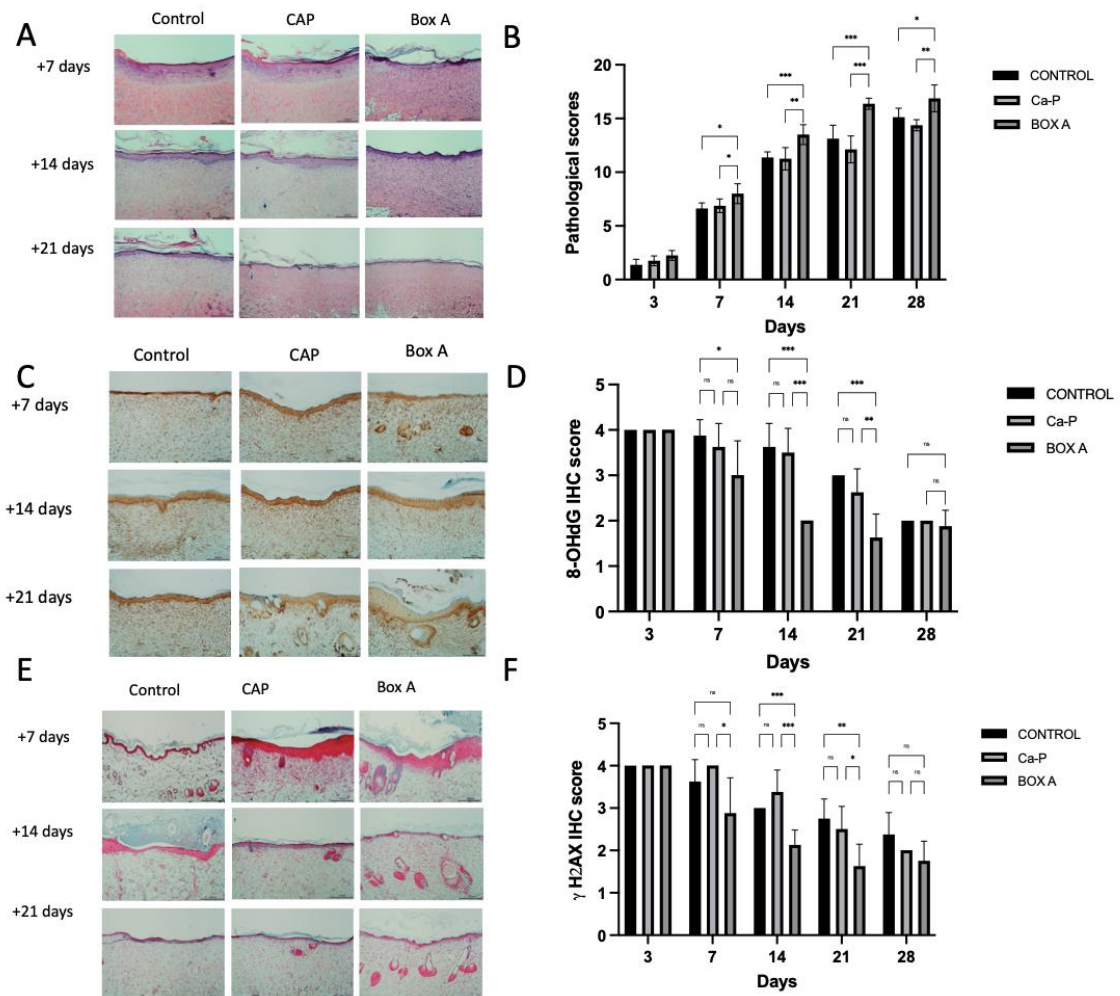 A
Control
CAP
Box A
+7 days
+14 days
+21 days
B
Pathological scores
20
15
10
5
0
*
*
***
**
***
***
*
**
3
7
14
21
28
Days
CONTROL
Ca-P
BOX A
C
Control
CAP
Box A
+7 days
+14 days
+21 days
D
8-OHdG IHC score
5
4
3
2
1
0
*
ns
ns
***
ns
***
***
ns
**
ns
ns
3
7
14
21
28
Days
CONTROL
Ca-P
BOX A
E
Control
CAP
Box A
+7 days
+14 days
+21 days
F
γ H2AX IHC score
5
4
3
2
1
0
ns
ns
*
***
ns
***
**
ns
*
ns
ns
ns
3
7
14
21
28
Days
CONTROL
Ca-P
BOX A